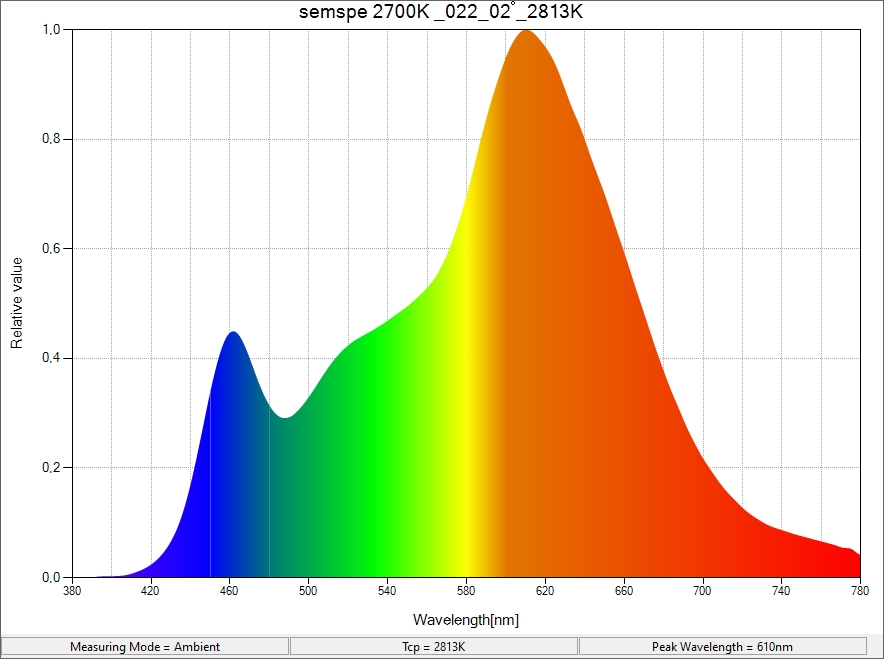 semspe 2700K _022_02°_2813K
1.0
0.8
0.6
0.4
0.2
0.0
Relative value
380 420 460 500 540 580 620 660 700 740 780
Wavelength[nm]
Measuring Mode = Ambient Tcp = 2813K Peak Wavelength = 610nm